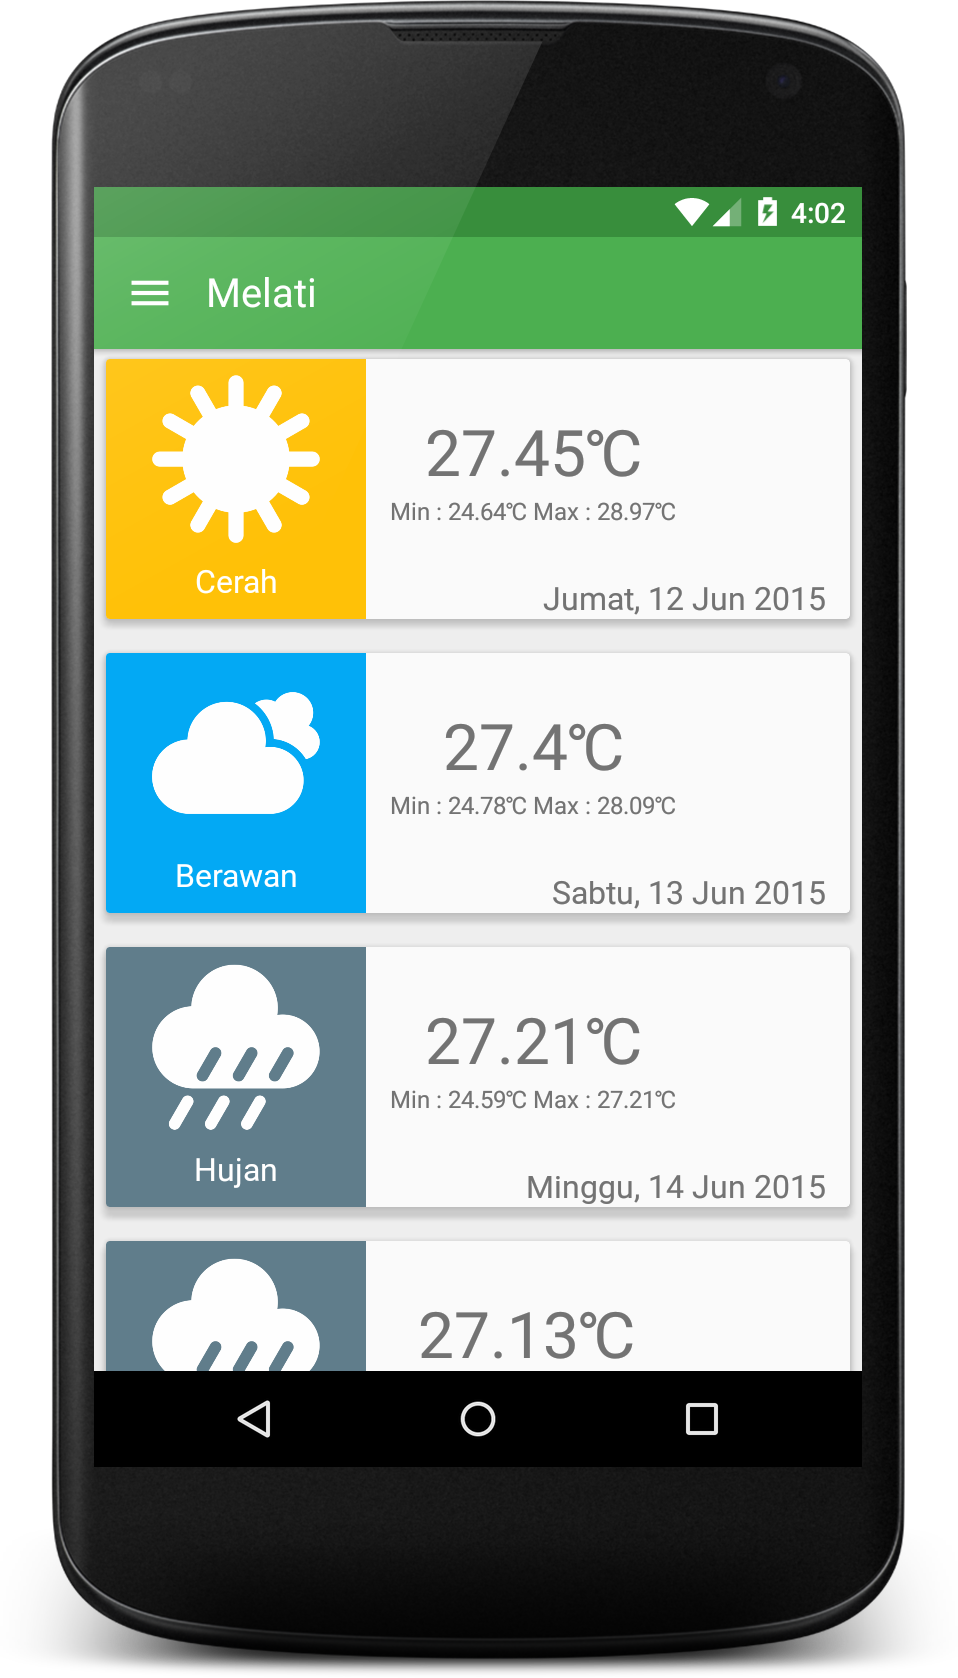 4:02
Melati
27.45℃
Min : 24.64℃ Max : 28.97℃
Cerah
Jumat, 12 Jun 2015
27.4℃
Min : 24.78℃ Max : 28.09℃
Berawan
Sabtu, 13 Jun 2015
27.21℃
Min : 24.59℃ Max : 27.21℃
Hujan
Minggu, 14 Jun 2015
27.13℃